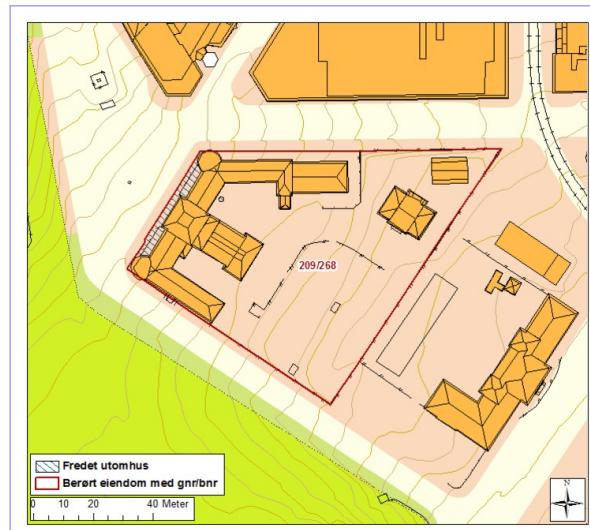 209/268
Fredet utomhus
Berørt eiendom med gnr/bnr
0 10 20 40 Meter
N